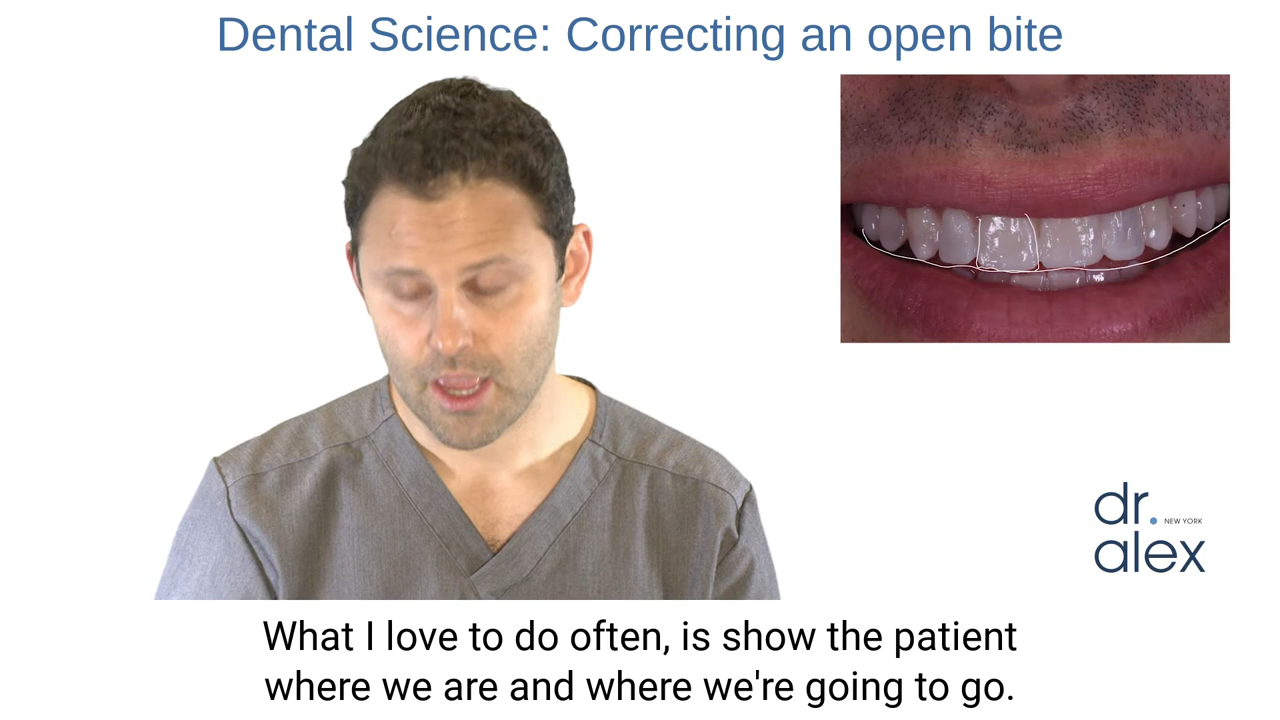 Dental Science: Correcting an open bite
dr.
NEW YORK
alex
What I love to do often, is show the patient
where we are and where we're going to go.